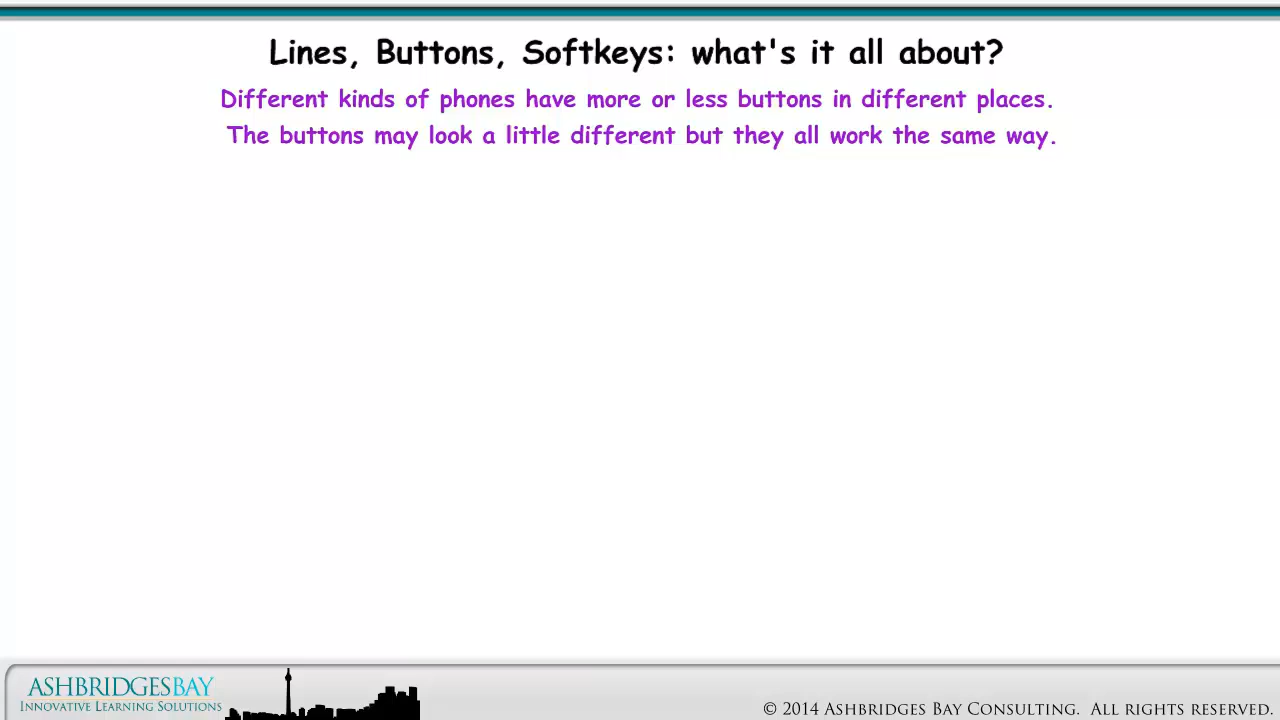 Lines, Buttons, Softkeys: what's it all about?
Different kinds of phones have more or less buttons in different places.
The buttons may look a little different but they all work the same way.
ASHBRIDGESBAY
INNOVATIVE LEARNING SOLUTIONS
© 2014 ASHBRIDGES BAY CONSULTING. ALL RIGHTS RESERVED.